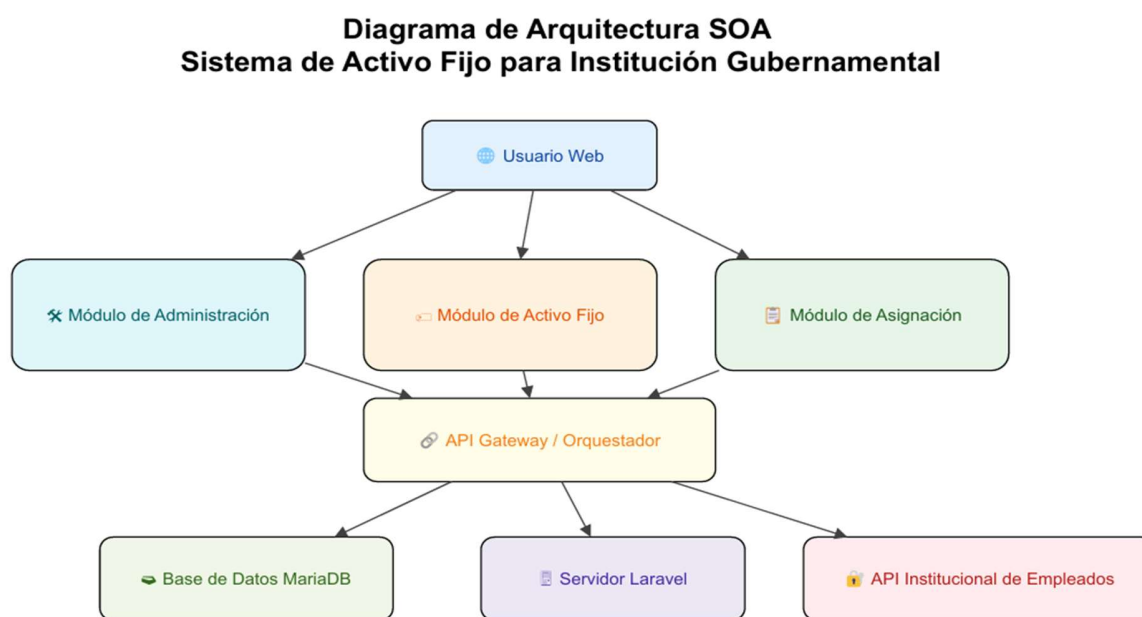 Diagrama de Arquitectura SOA
Sistema de Activo Fijo para Institución Gubernamental
Usuario Web
Módulo de Administración
Módulo de Activo Fijo
Módulo de Asignación
API Gateway / Orquestador
Base de Datos MariaDB
Servidor Laravel
API Institucional de Empleados